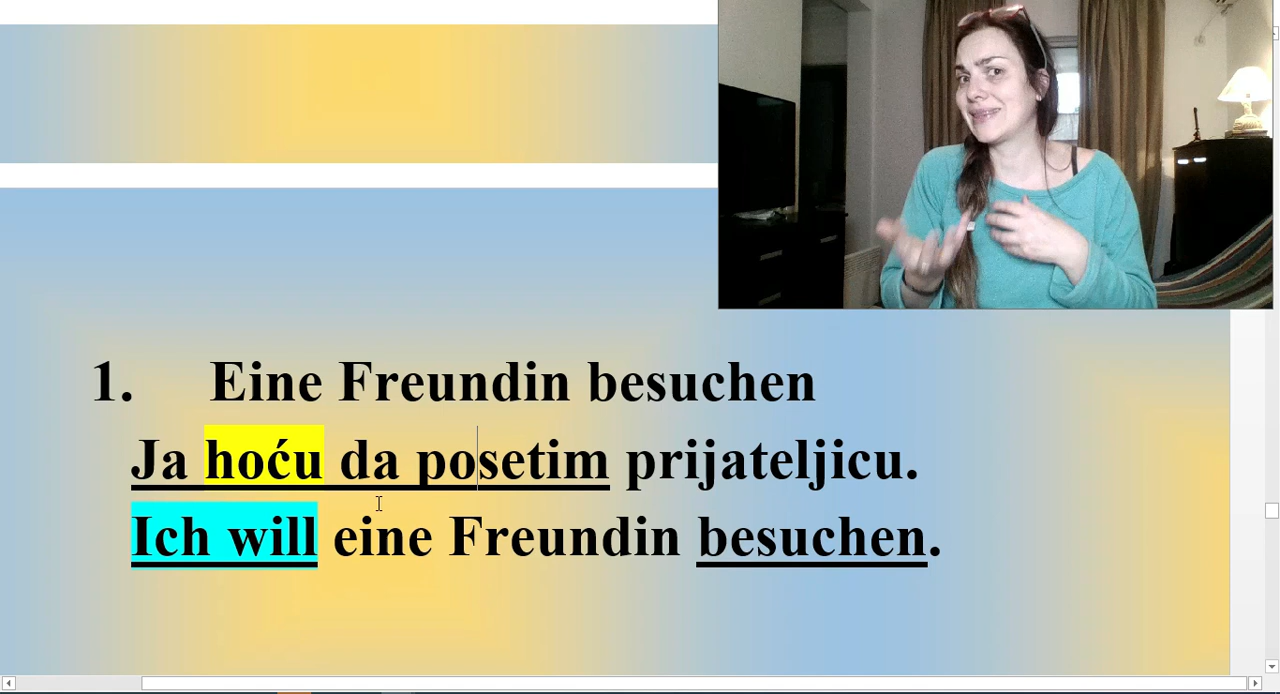 1. Eine Freundin besuchen
Ja hoću da posetim prijateljicu.
Ich will eine Freundin besuchen.